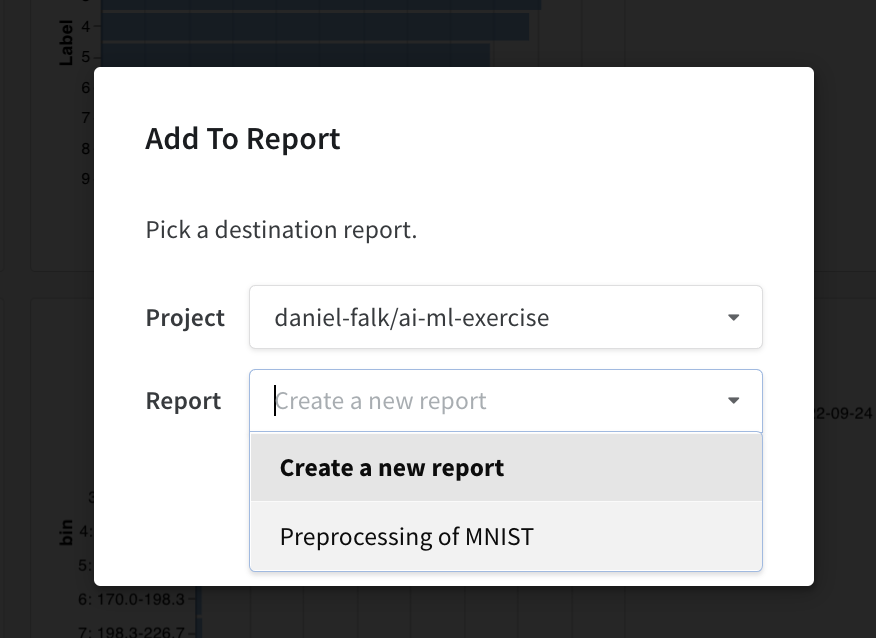 Label
4
5
6
7
8
9
Add To Report
Pick a destination report.
Project
daniel-falk/ai-ml-exercise
Report
Create a new report
Create a new report
Preprocessing of MNIST
2-09-24
bin
3
4:
5:
6: 170.0-198.3
7: 198.3-226.7